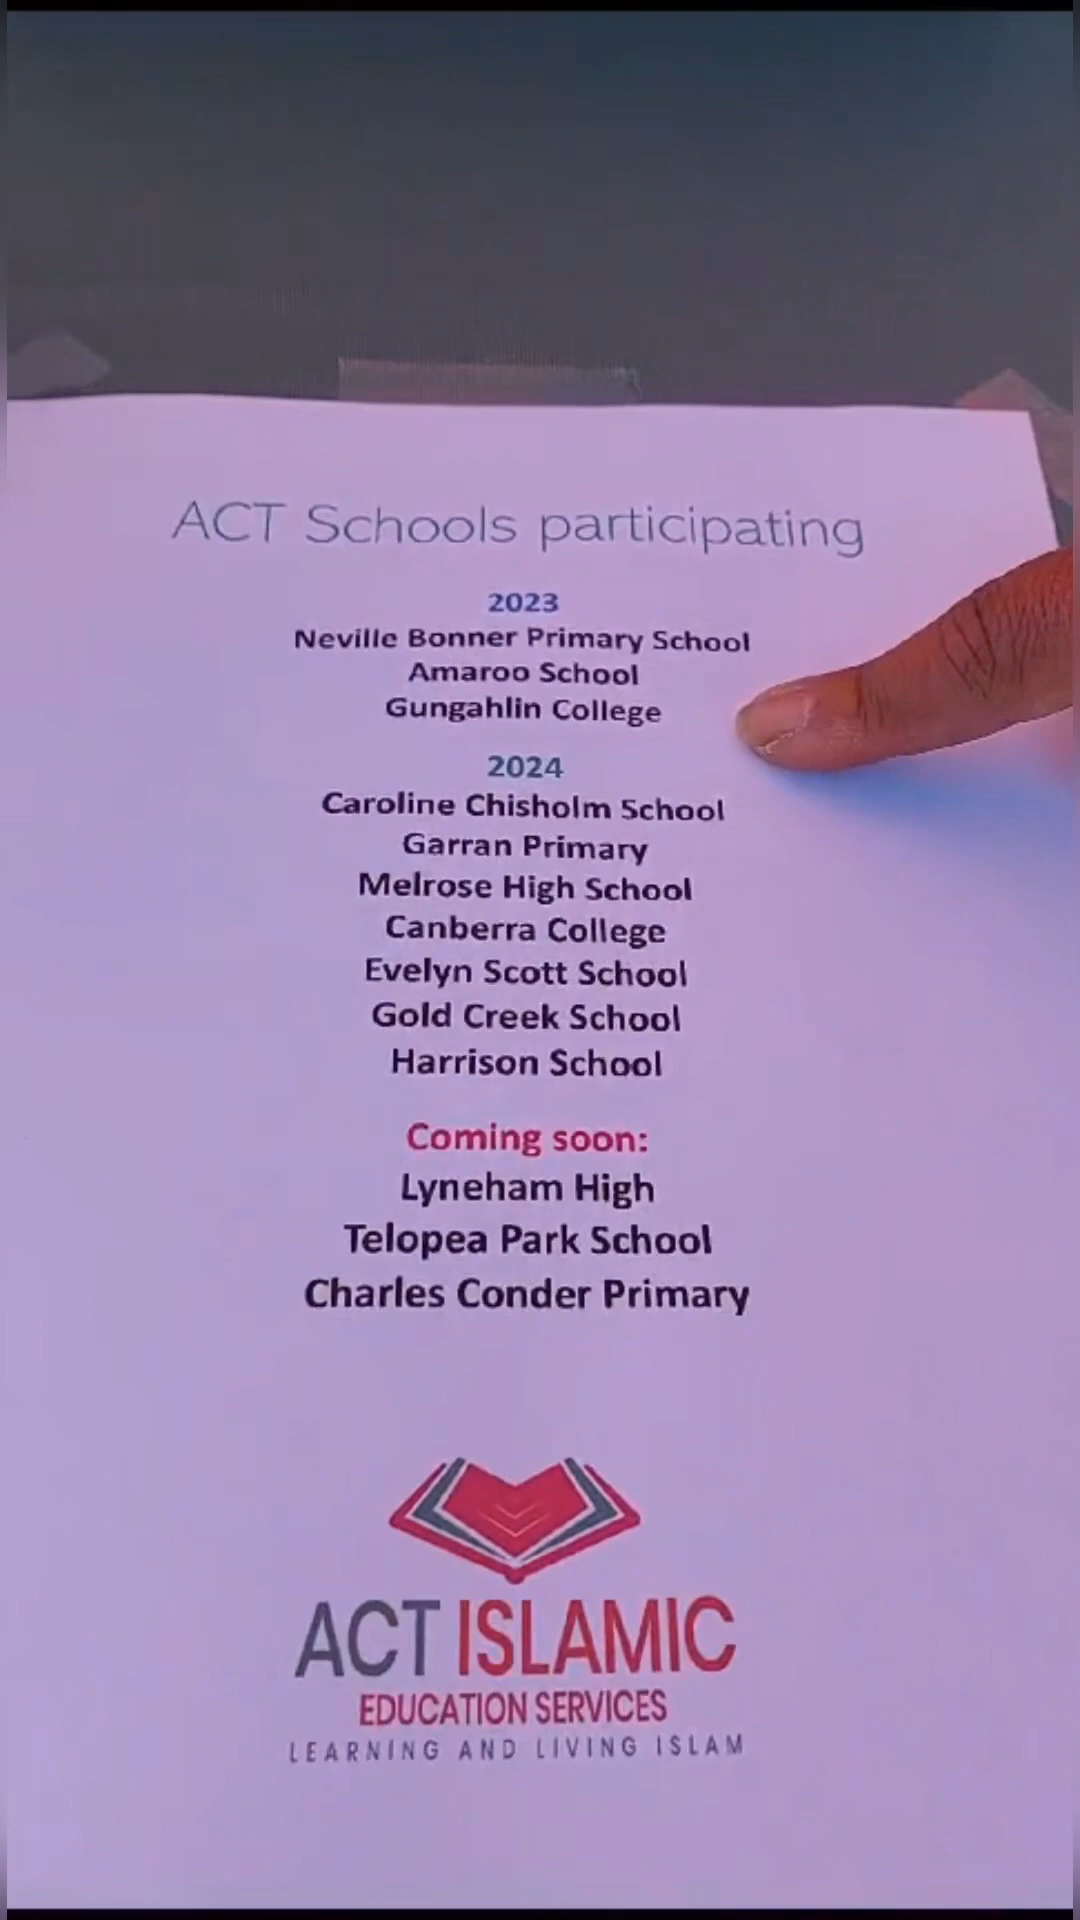 ACT Schools participating
2023
Neville Bonner Primary School
Amaroo School
Gungahlin College
2024
Caroline Chisholm School
Garran Primary
Melrose High School
Canberra College
Evelyn Scott School
Gold Creek School
Harrison School
Coming soon:
Lyneham High
Telopea Park School
Charles Conder Primary
ACT ISLAMIC
EDUCATION SERVICES
LEARNING AND LIVING ISLAM